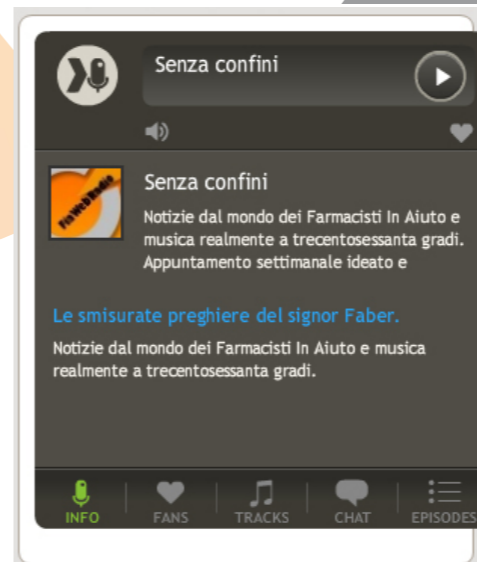 Senza confini
FiaWebRadio
Senza confini
Notizie dal mondo dei Farmacisti In Aiuto e
musica realmente a trecentosessanta gradi.
Appuntamento settimanale ideato e
Le smisurate preghiere del signor Faber.
Notizie dal mondo dei Farmacisti In Aiuto e musica
realmente a trecentosessanta gradi.
INFO
FANS
TRACKS
CHAT
EPISODES